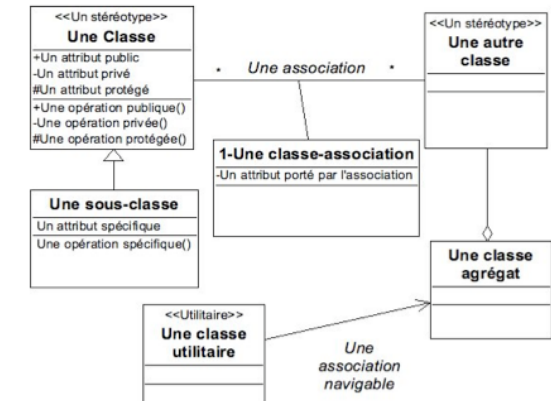 <<Un stéréotype>>
Une Classe
+Un attribut public
-Un attribut privé
#Un attribut protégé
+Une opération publique()
-Une opération privée()
#Une opération protégée()
* Une association *
<<Un stéréotype>>
Une autre
classe
1-Une classe-association
-Un attribut porté par l'association
Une sous-classe
Un attribut spécifique
Une opération spécifique()
Une classe
agrégat
<<Utilitaire>>
Une classe
utilitaire
Une
association
navigable